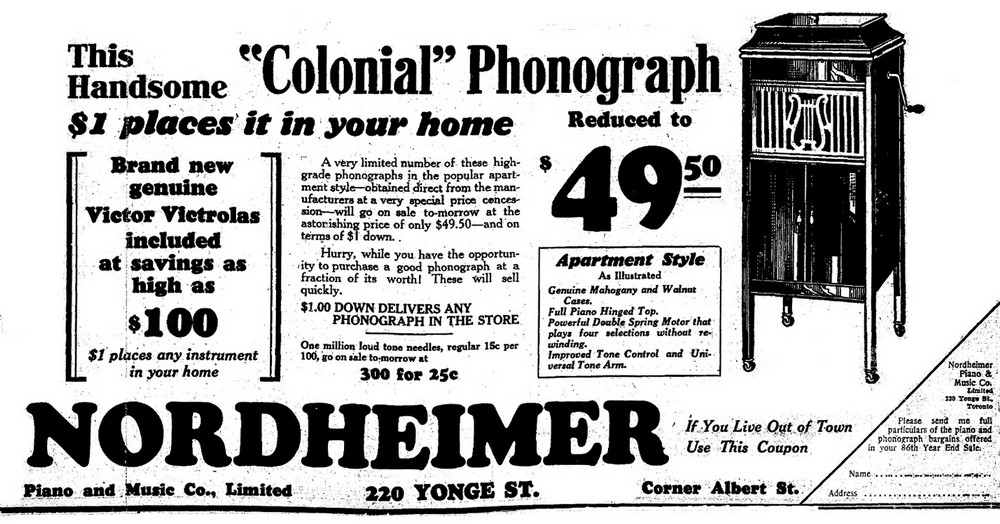 This
Handsome
"Colonial" Phonograph
$1 places it in your home
Reduced to
$49.50
Brand new
genuine
Victor Victrolas
included
at savings as
high as
$100
$1 places any instrument
in your home
A very limited number of these high-
grade phonographs in the popular apart-
ment style—obtained direct from the man-
ufacturers at a very special price conces-
sion—will go on sale to-morrow at the
astonishing price of only $49.50—and on
terms of $1 down.
Hurry, while you have the opportun-
ity to purchase a good phonograph at a
fraction of its worth! These will sell
quickly.
$1.00 DOWN DELIVERS ANY
PHONOGRAPH IN THE STORE
One million loud tone needles, regular 15c per
100, go on sale to-morrow at
300 for 25c
Apartment Style
As Illustrated
Genuine Mahogany and Walnut
Cases.
Full Piano Hinged Top.
Powerful Double Spring Motor that
plays four selections without re-
winding.
Improved Tone Control and Uni-
versal Tone Arm.
NORDHEIMER
Piano and Music Co., Limited
220 YONGE ST.
Corner Albert St.
If You Live Out of Town
Use This Coupon
Nordheimer
Piano &
Music Co.
Limited
220 Yonge St.,
Toronto
Please send me full
particulars of the piano and
phonograph bargains offered
in your 86th Year End Sale.
Name
Address